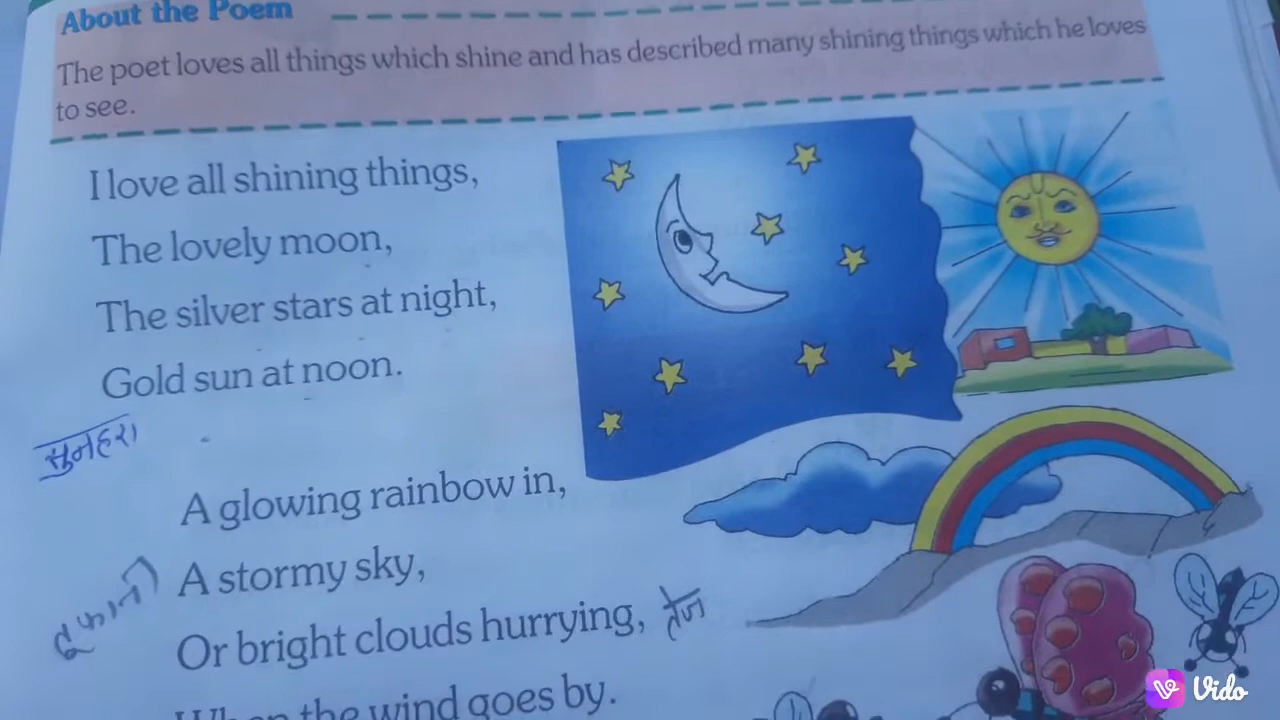 About the Poem
The poet loves all things which shine and has described many shining things which he loves
to see.
I love all shining things,
The lovely moon,
The silver stars at night,
Gold sun at noon.
सुनहरा
A glowing rainbow in,
A stormy sky,
तूफानी
Or bright clouds hurrying, तेज
When the wind goes by.
Vido